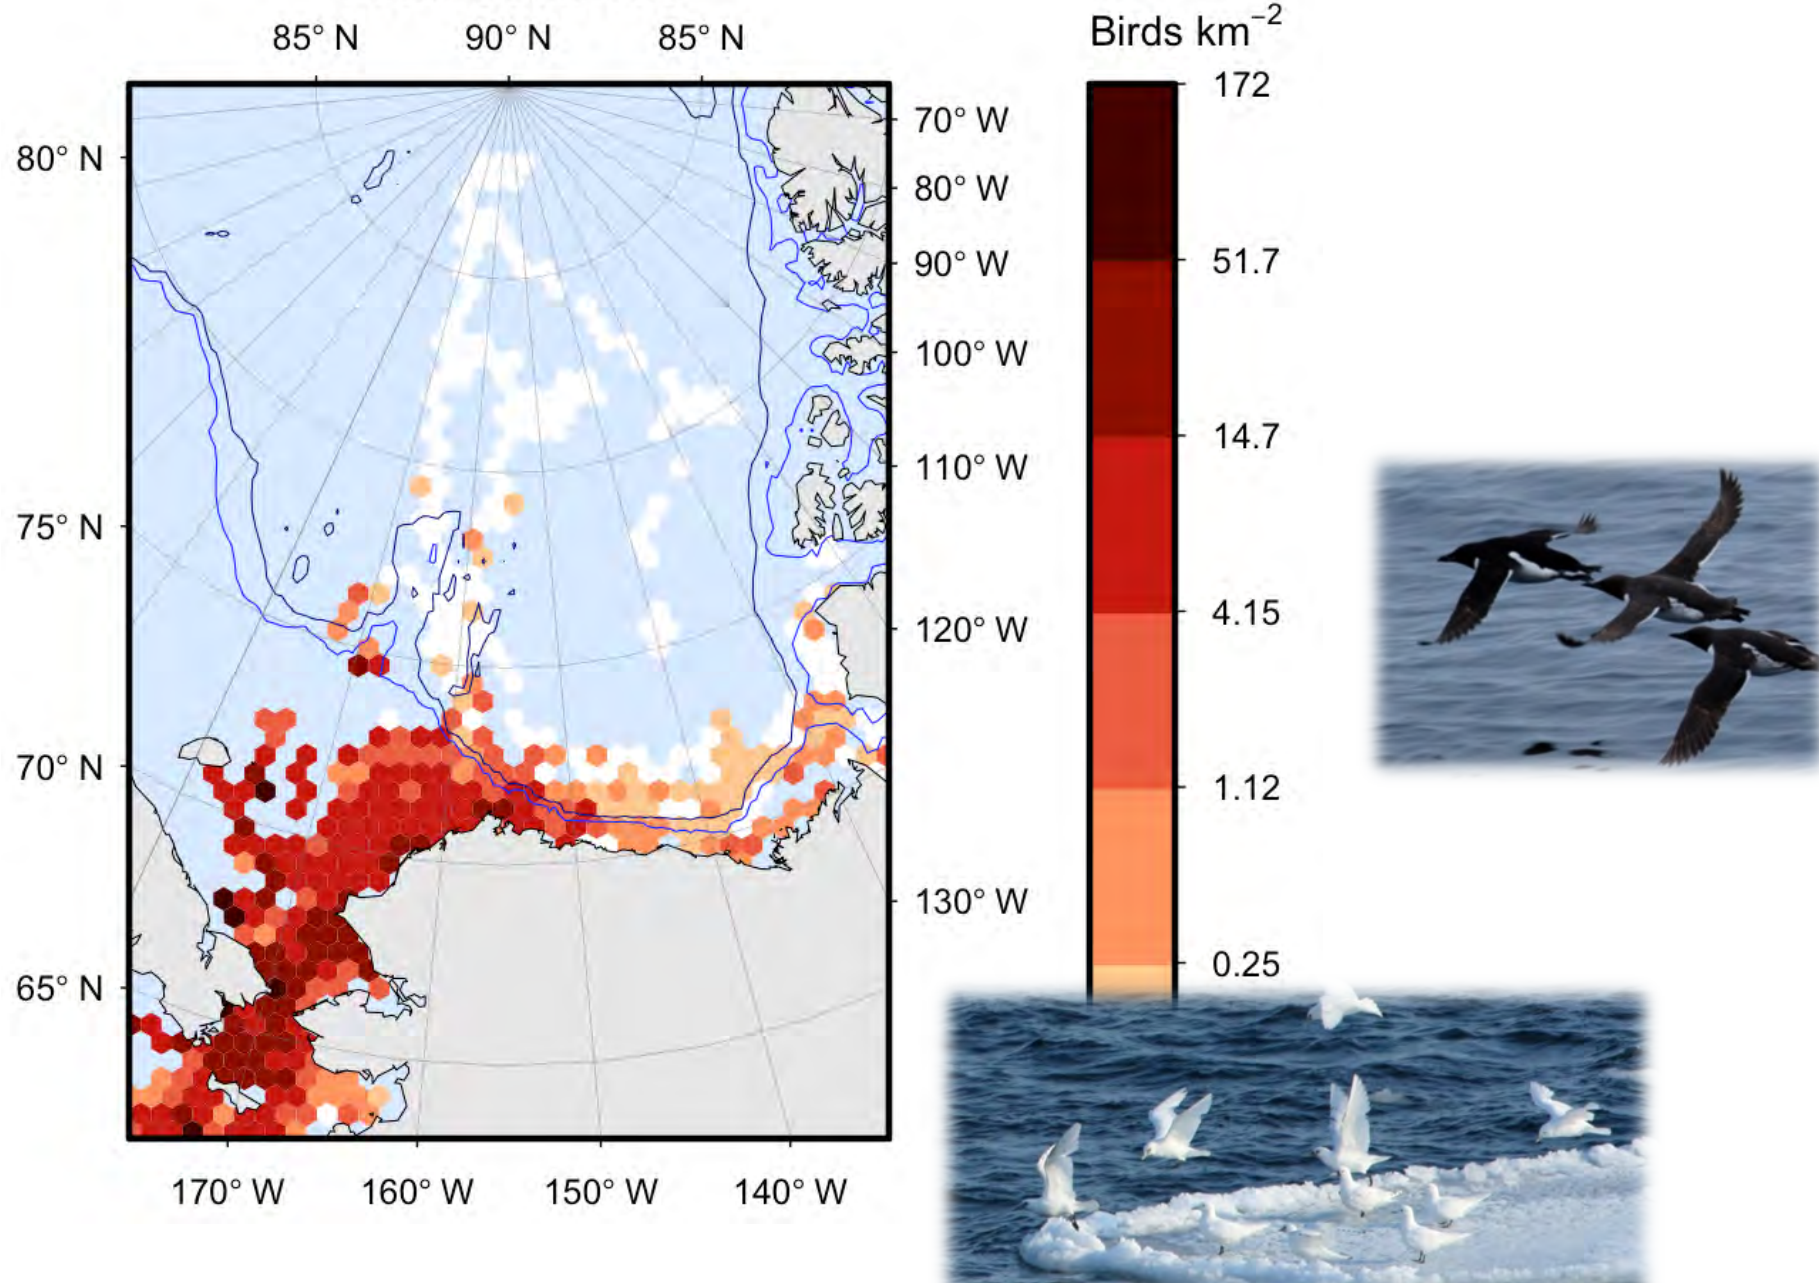 85° N 90° N 85° N
Birds km⁻²
172
70° W
80° N
80° W
51.7
90° W
100° W
14.7
110° W
75° N
4.15
120° W
70° N
1.12
130° W
0.25
65° N
170° W 160° W 150° W 140° W